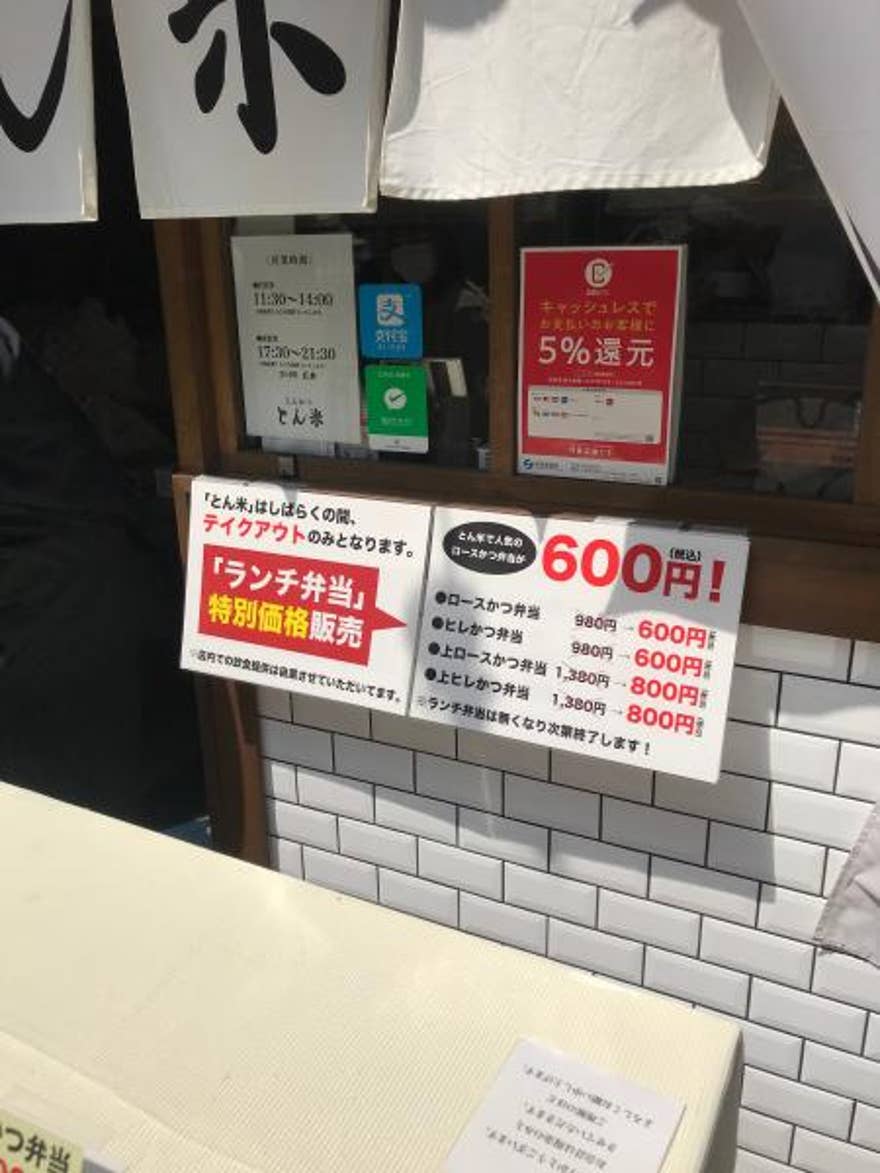 ん
米
〈営業時間〉
11:30〜14:00
17:30〜21:30
とんかつ
とん米
支付宝
キャッシュレスで
お支払いのお客様に
5%還元
「とん米」はしばらくの間、
テイクアウトのみとなります。
「ランチ弁当」
特別価格販売
※店内での飲食提供は自粛させていただいてます。
とん米で人気の
ロースかつ弁当が
600円(税込)!
●ロースかつ弁当 980円→600円
●ヒレかつ弁当 980円→600円
●上ロースかつ弁当 1,380円→800円
●上ヒレかつ弁当 1,380円→800円
※ランチ弁当は無くなり次第終了します!
かつ弁当